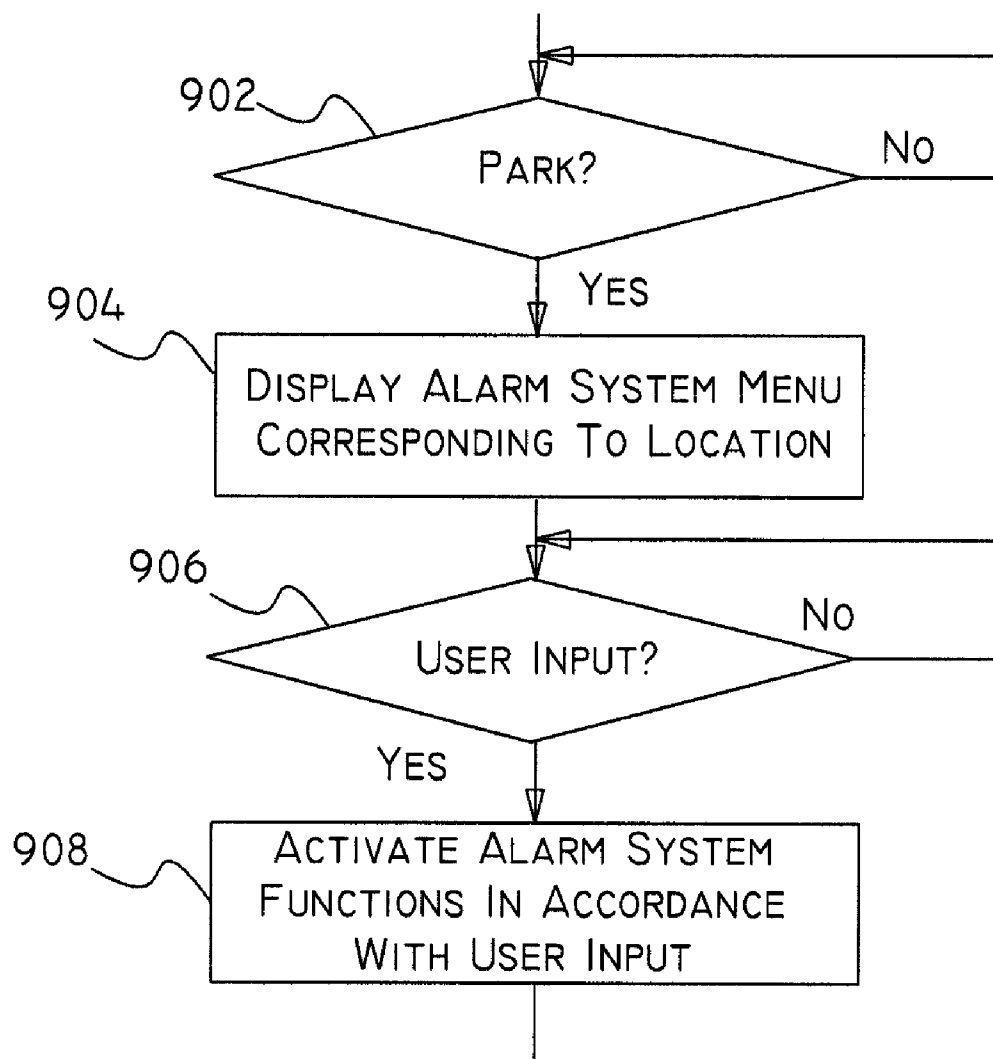 902
PARK?
NO
YES
904
DISPLAY ALARM SYSTEM MENU
CORRESPONDING TO LOCATION
906
NO
USER INPUT?
YES
908
ACTIVATE ALARM SYSTEM
FUNCTIONS IN ACCORDANCE
WITH USER INPUT